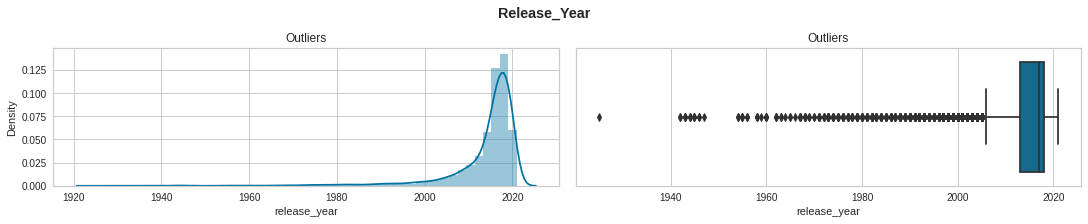 Release_Year
Outliers
Outliers
Density
0.125
0.100
0.075
0.050
0.025
0.000
1920 1940 1960 1980 2000 2020
release_year
1940 1960 1980 2000 2020
release_year